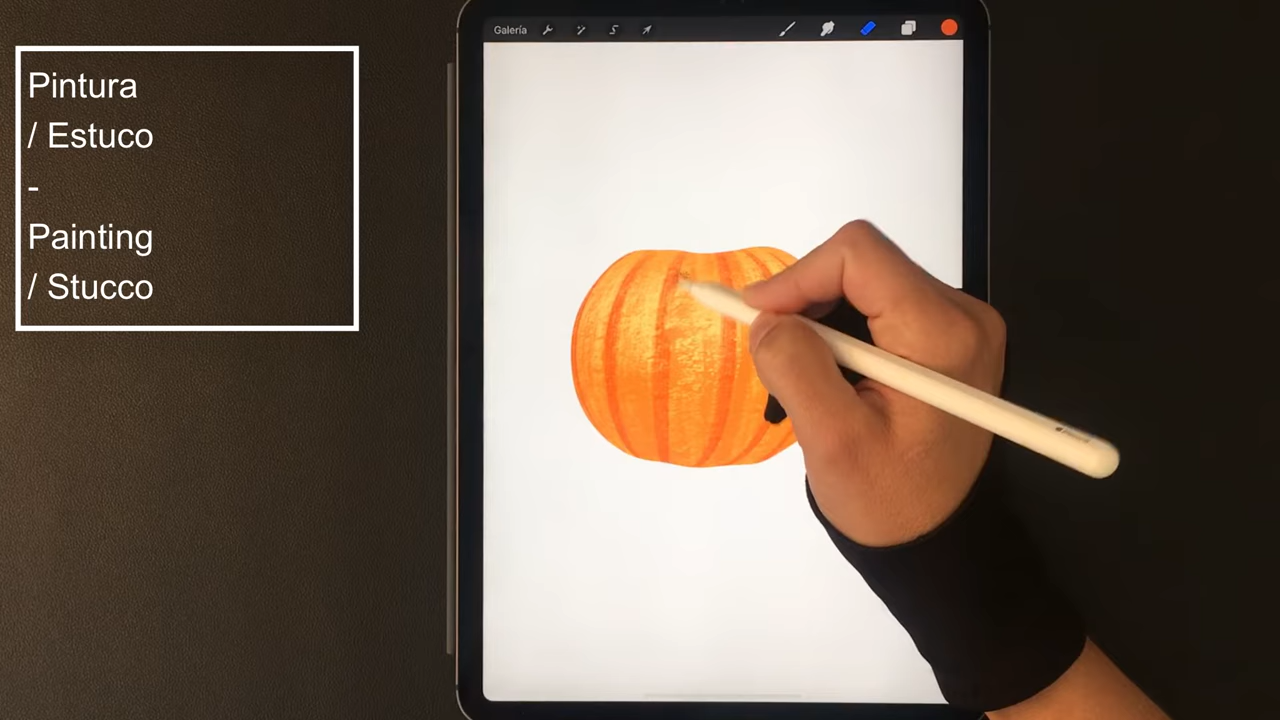 Pintura
/ Estuco
-
Painting
/ Stucco
Galería